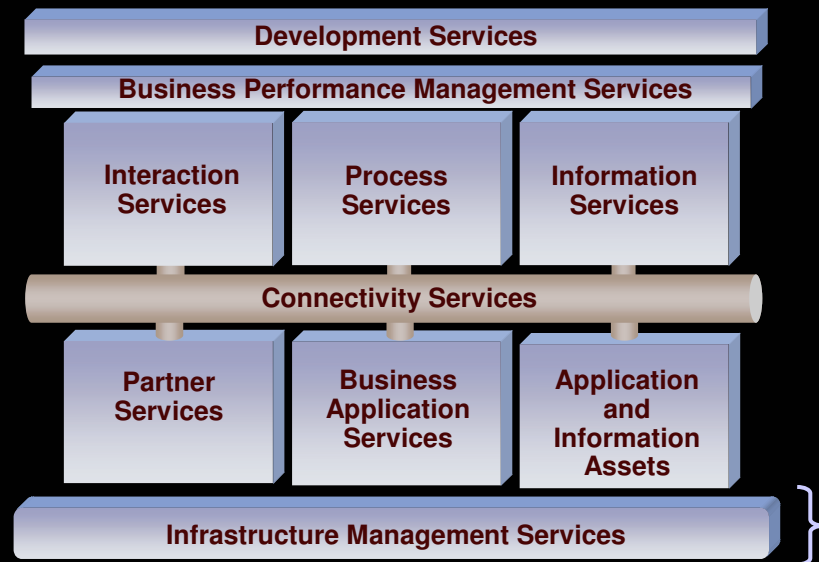 Development Services
Business Performance Management Services
Interaction
Services
Process
Services
Information
Services
Connectivity Services
Partner
Services
Business
Application
Services
Application
and
Information
Assets
Infrastructure Management Services